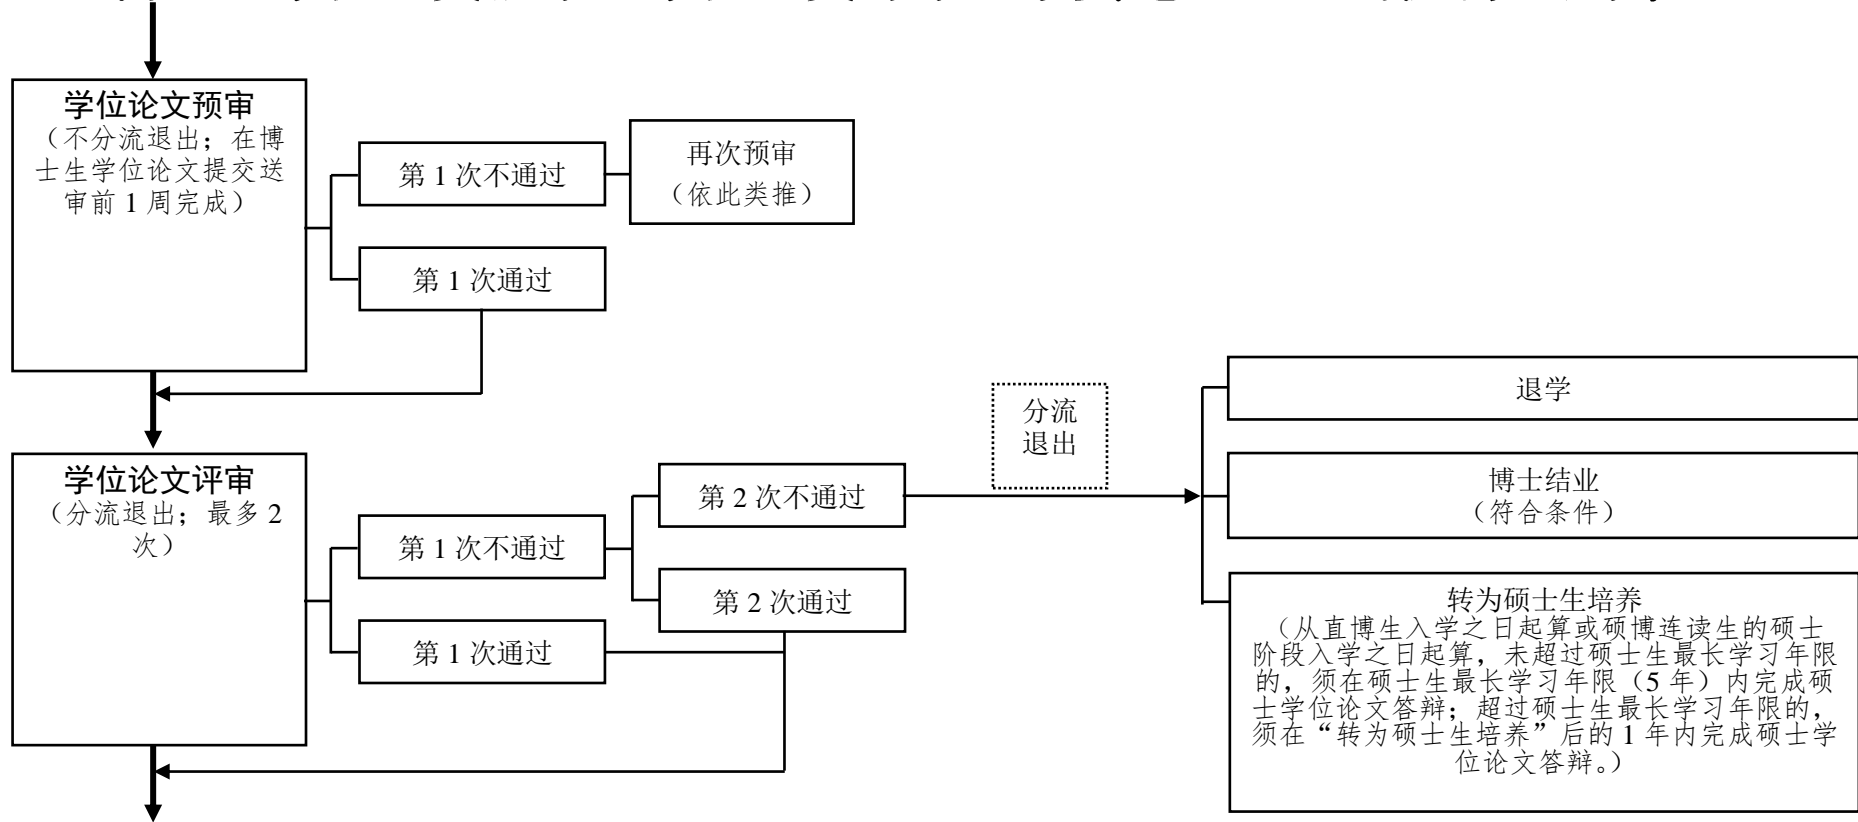 学位论文预审
（不分流退出；在博
士生学位论文提交送
审前 1 周完成）
第 1 次不通过
再次预审
（依此类推）
第 1 次通过
学位论文评审
（分流退出；最多 2
次）
第 1 次不通过
第 2 次不通过
第 2 次通过
第 1 次通过
分流
退出
退学
博士结业
（符合条件）
转为硕士生培养
（从直博生入学之日起算或硕博连读生的硕士
阶段入学之日起算，未超过硕士生最长学习年限
的，须在硕士生最长学习年限（5 年）内完成硕
士学位论文答辩；超过硕士生最长学习年限的，
须在“转为硕士生培养”后的 1 年内完成硕士学
位论文答辩。）